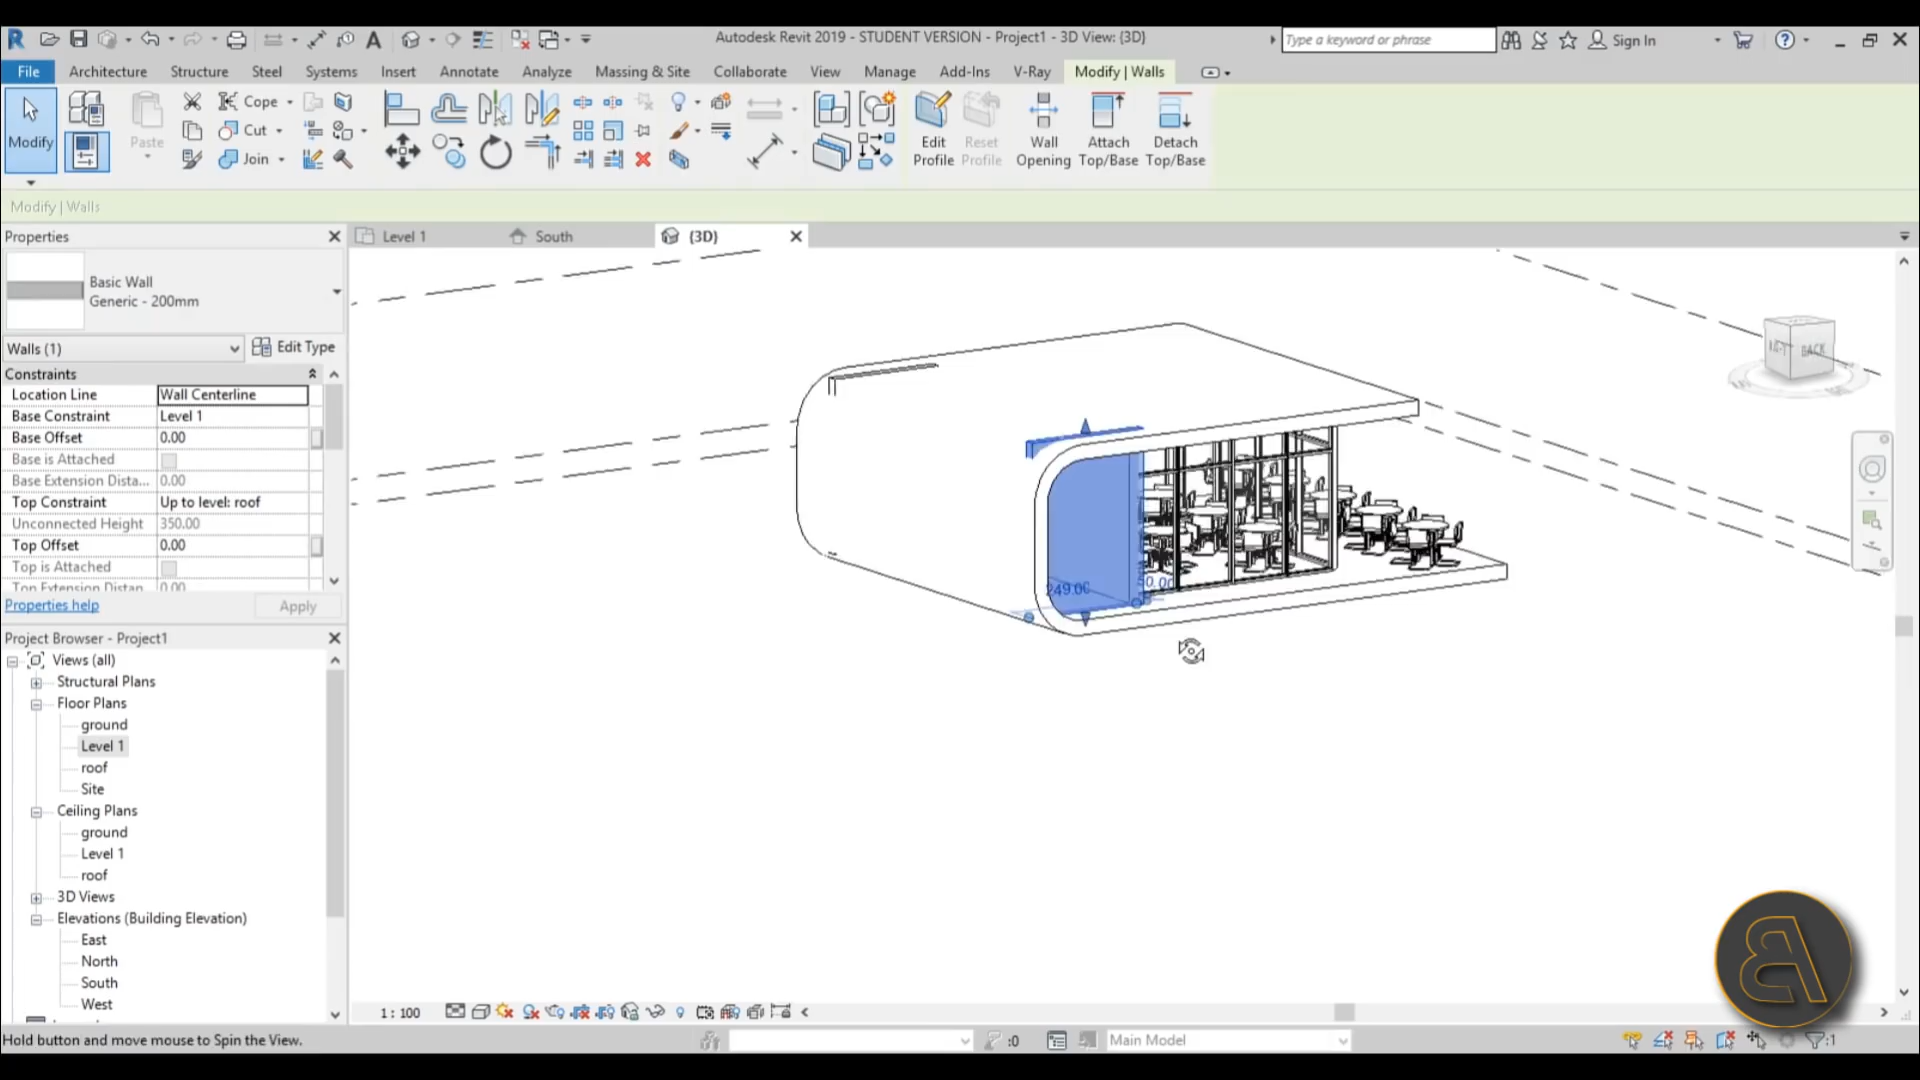 Autodesk Revit 2019 - STUDENT VERSION - Project1 - 3D View: {3D}
Type a keyword or phrase
Sign In
File Architecture Structure Steel Systems Insert Annotate Analyze Massing & Site Collaborate View Manage Add-Ins V-Ray Modify | Walls
Modify
Paste
Cope
Cut
Join
Edit Profile
Reset Profile
Wall Opening
Attach Top/Base
Detach Top/Base
Modify | Walls
Properties
Level 1
South
{3D}
Basic Wall
Generic - 200mm
Walls (1)
Edit Type
Constraints
Location Line Wall Centerline
Base Constraint Level 1
Base Offset 0.00
Base is Attached
Base Extension Dista... 0.00
Top Constraint Up to level: roof
Unconnected Height 350.00
Top Offset 0.00
Top is Attached
Top Extension Distan 0.00
Properties help
Apply
BACK
249.00
Project Browser - Project1
Views (all)
Structural Plans
Floor Plans
ground
Level 1
roof
Site
Ceiling Plans
ground
Level 1
roof
3D Views
Elevations (Building Elevation)
East
North
South
West
1 : 100
Hold button and move mouse to Spin the View.
:0
Main Model
:1